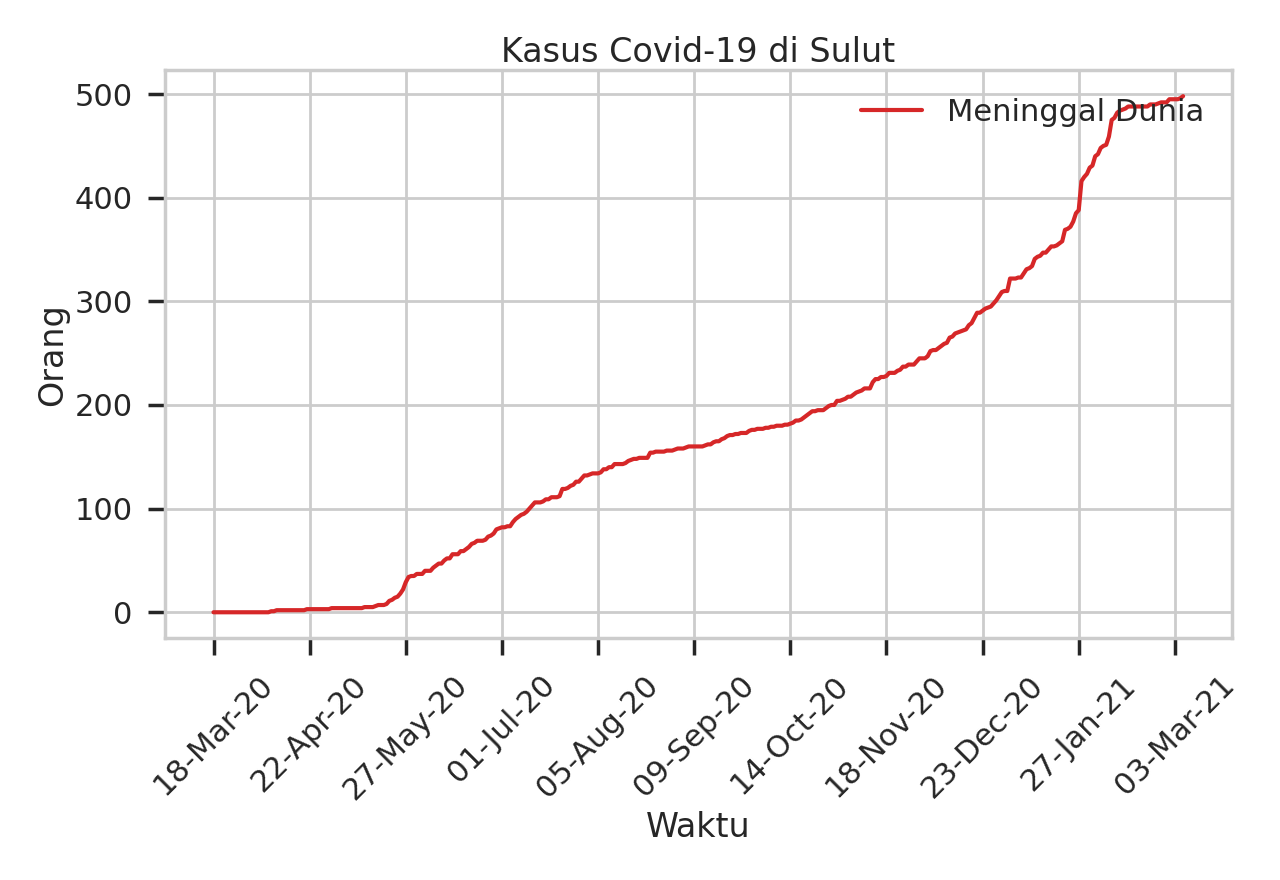 Kasus Covid-19 di Sulut
Meninggal Dunia
Orang
500
400
300
200
100
0
18-Mar-20
22-Apr-20
27-May-20
01-Jul-20
05-Aug-20
09-Sep-20
14-Oct-20
18-Nov-20
23-Dec-20
27-Jan-21
03-Mar-21
Waktu